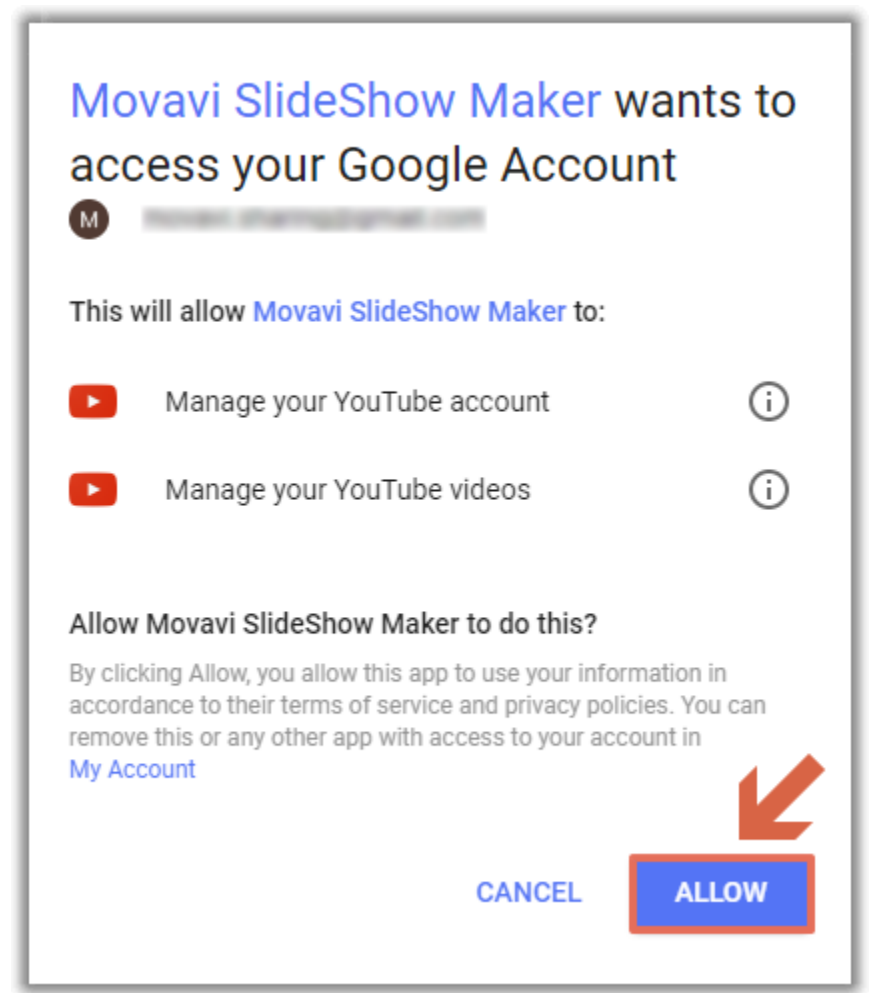 Movavi SlideShow Maker wants to
access your Google Account
M
This will allow Movavi SlideShow Maker to:
Manage your YouTube account
Manage your YouTube videos
Allow Movavi SlideShow Maker to do this?
By clicking Allow, you allow this app to use your information in
accordance to their terms of service and privacy policies. You can
remove this or any other app with access to your account in
My Account
CANCEL ALLOW